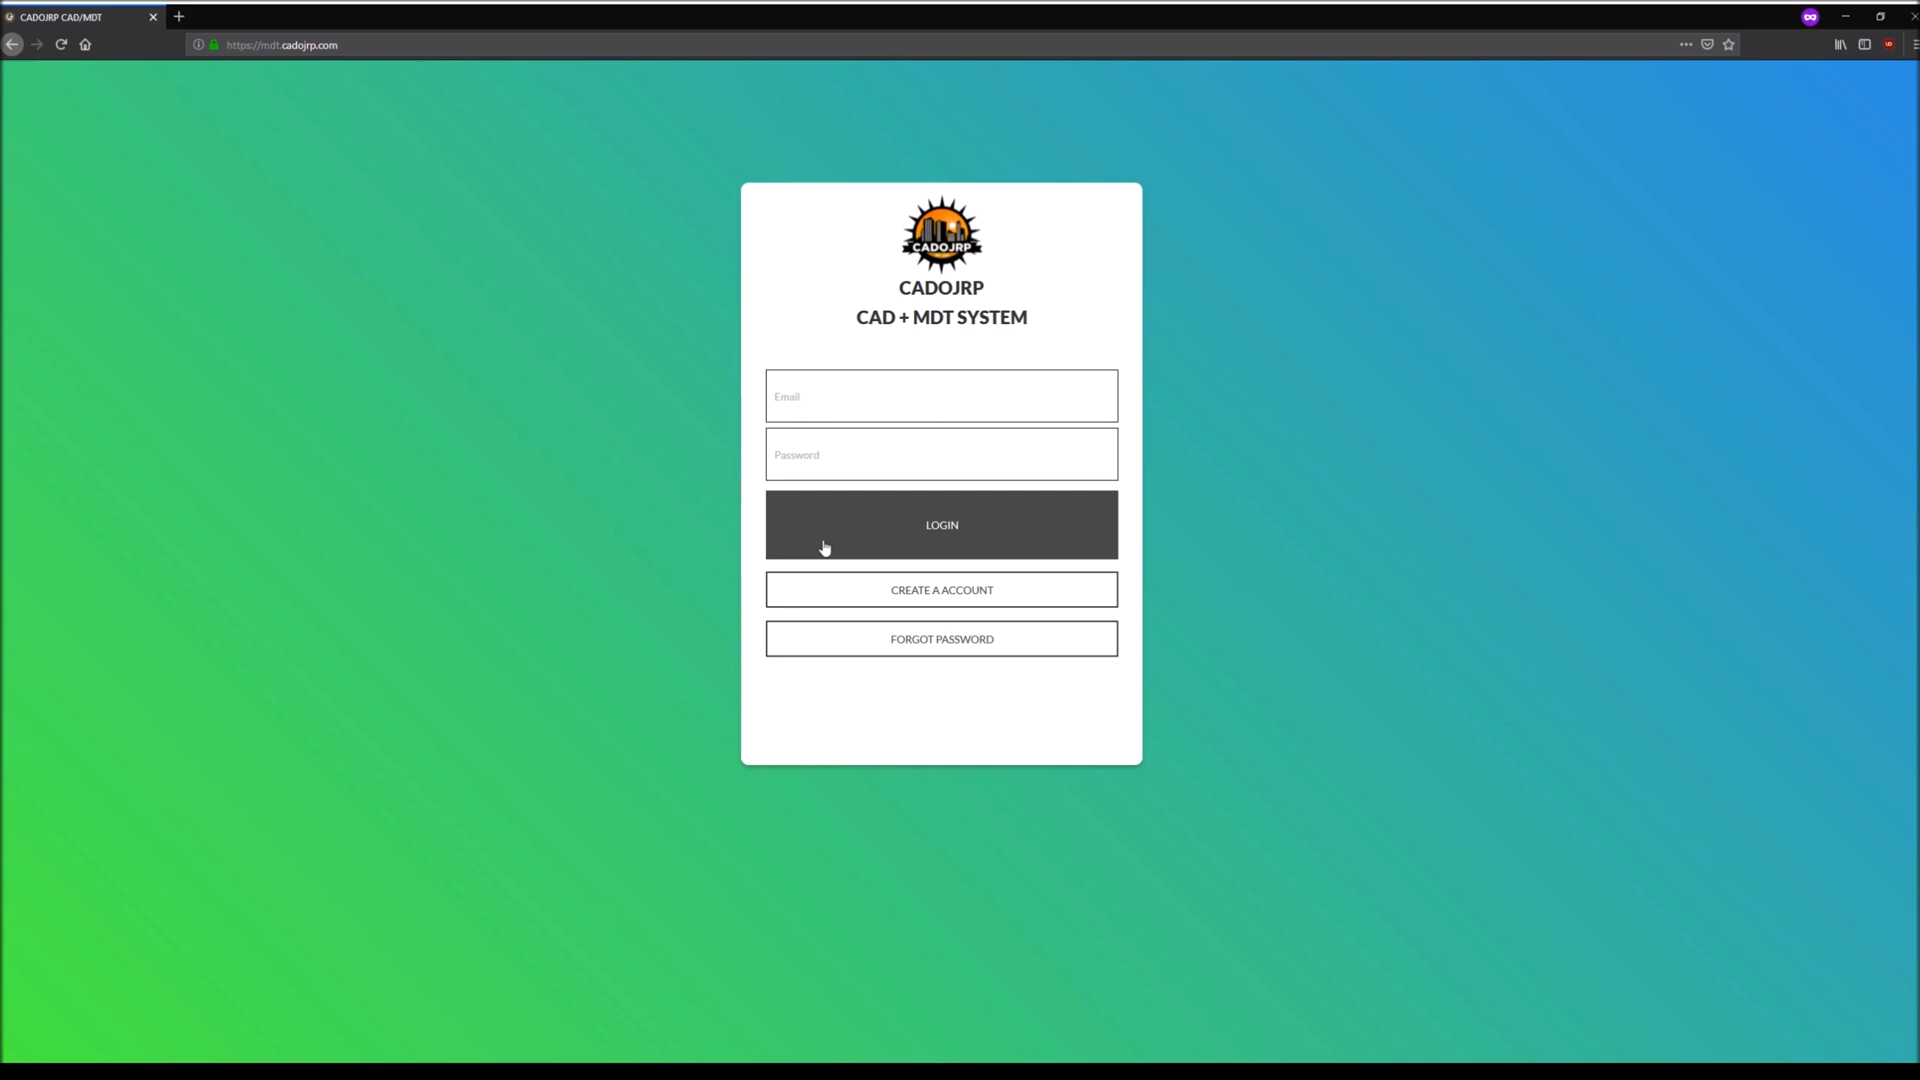 CADOJRP CAD/MDT
https://mdt.cadojrp.com
CADOJRP
CADOJRP
CAD + MDT SYSTEM
Email
Password
LOGIN
CREATE A ACCOUNT
FORGOT PASSWORD